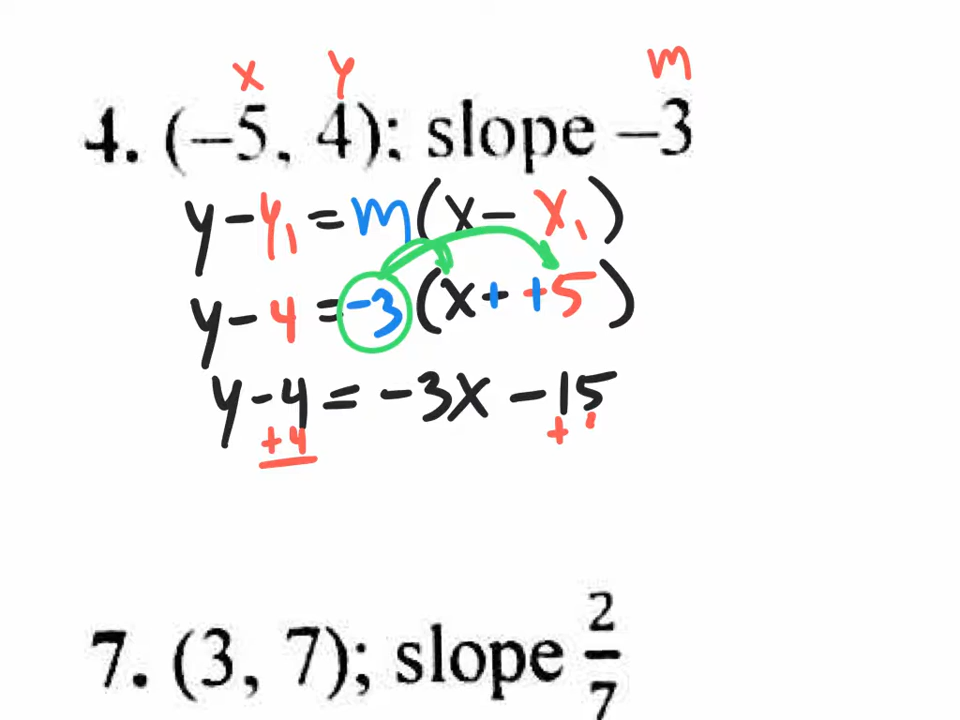 x y m
4. (−5, 4); slope −3
y − y₁ = m(x − x₁)
y − 4 = −3(x + +5)
y − 4 = −3x − 15
+4 +
7. (3, 7); slope 2/7